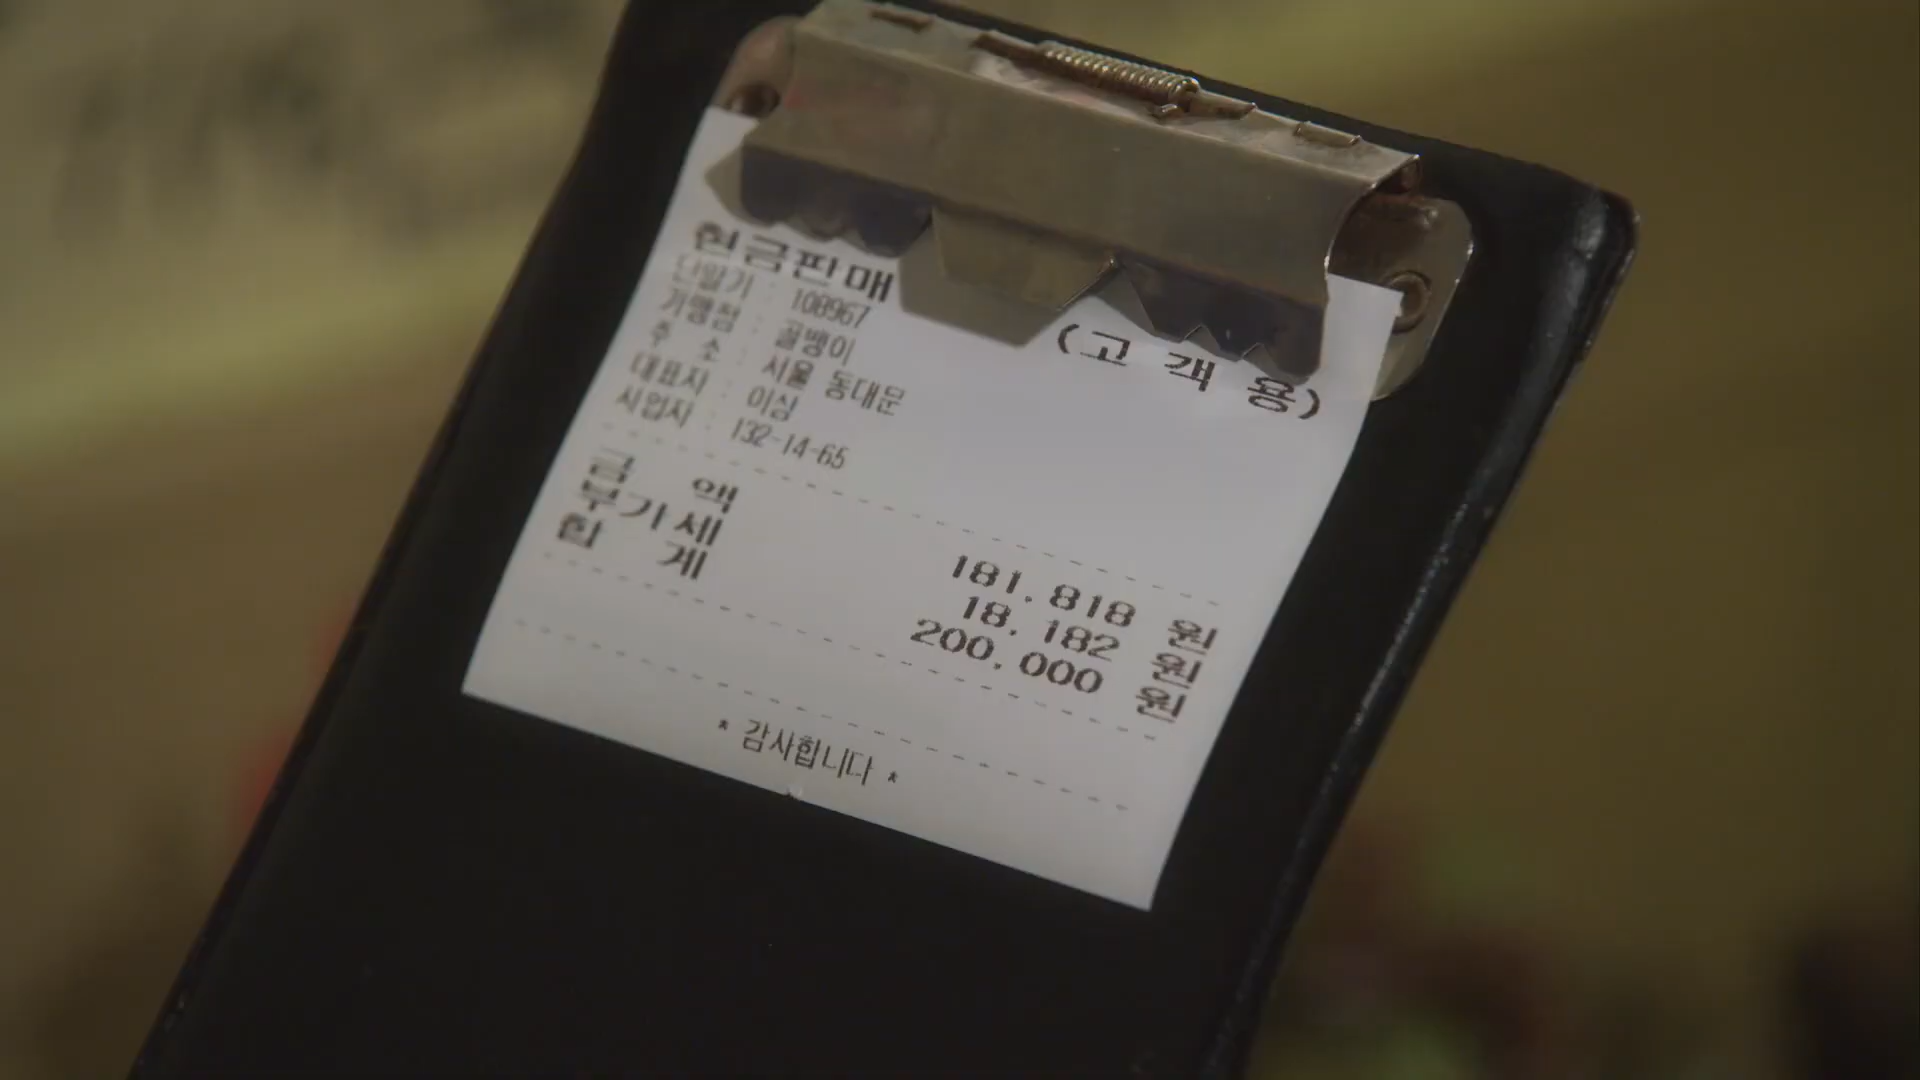 현금판매
(고 객 용)
단말기 : 108967
가맹점 : 골뱅이
주 소 : 서울 동대문
대표자 : 이심
사업자 : 132-14-65
금 액 181,818 원
부가세 18,182 원
합 계 200,000 원
* 감사합니다 *